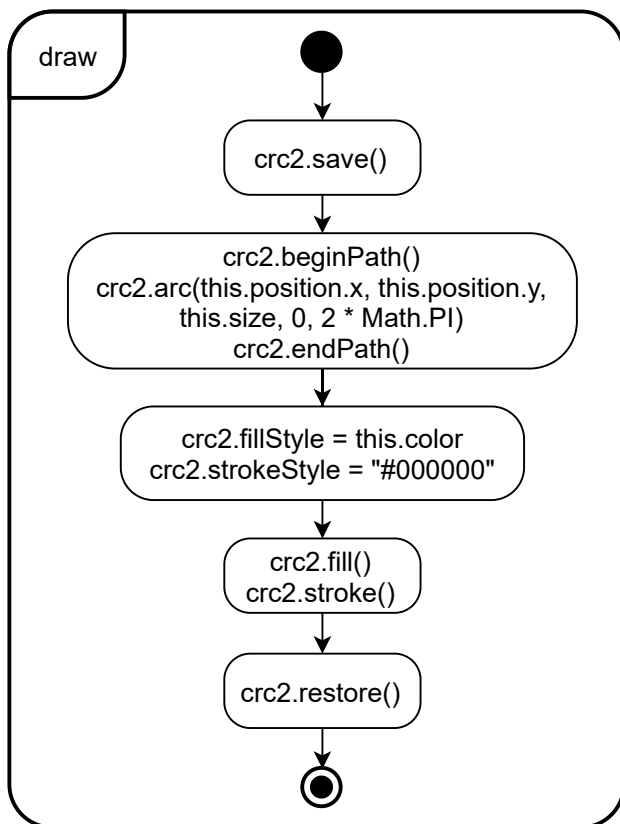 draw
crc2.save()
crc2.beginPath()
crc2.arc(this.position.x, this.position.y,
this.size, 0, 2 * Math.PI)
crc2.endPath()
crc2.fillStyle = this.color
crc2.strokeStyle = "#000000"
crc2.fill()
crc2.stroke()
crc2.restore()